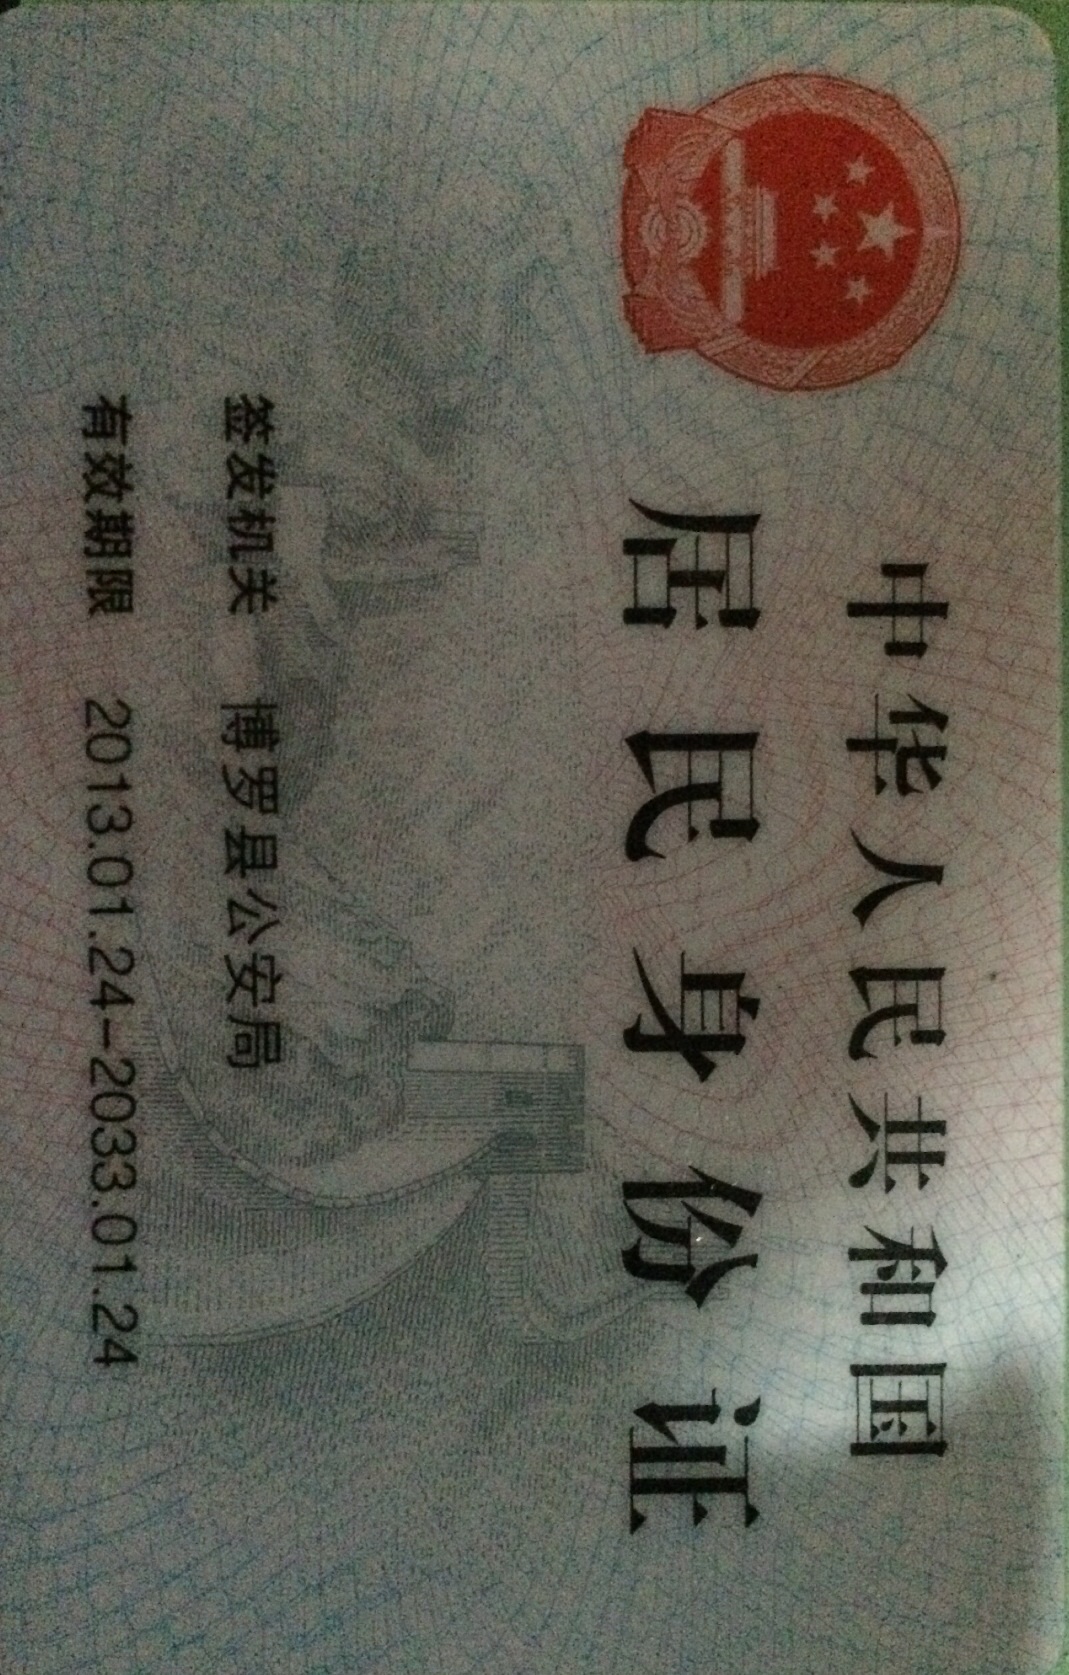 中华人民共和国
居民身份证
签发机关 博罗县公安局
有效期限 2013.01.24-2033.01.24